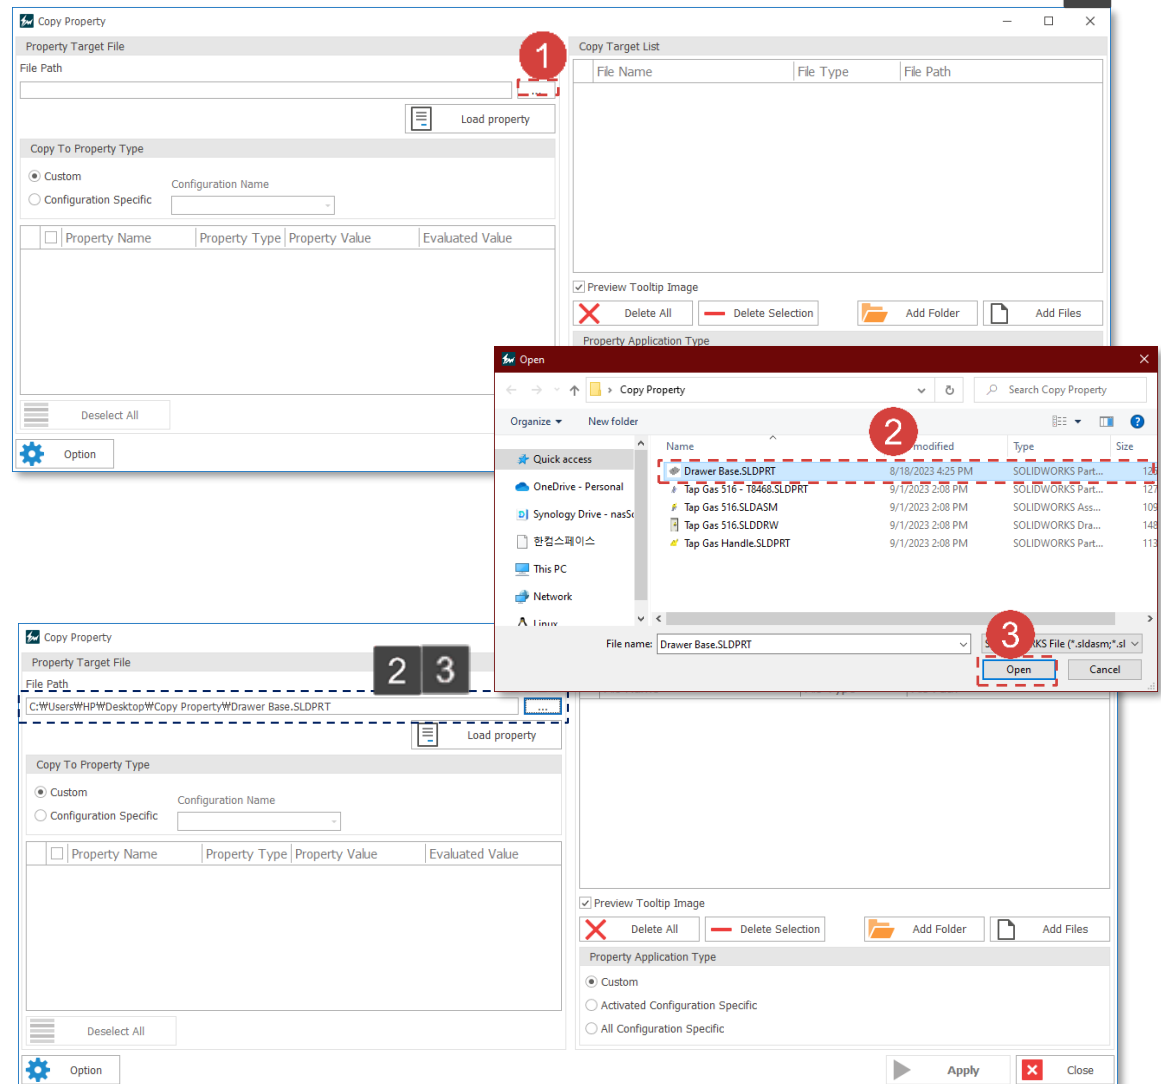 Copy Property
Property Target File
File Path
1
...
Load property
Copy To Property Type
Custom
Configuration Specific
Configuration Name
Property Name Property Type Property Value Evaluated Value
Deselect All
Option
Copy Target List
File Name File Type File Path
Preview Tooltip Image
Delete All Delete Selection Add Folder Add Files
Property Application Type
Open
Copy Property
Search Copy Property
Organize New folder
2
Name modified Type Size
Quick access
OneDrive - Personal
Synology Drive - nasSc
한컴스페이스
This PC
Network
Linux
Drawer Base.SLDPRT 8/18/2023 4:25 PM SOLIDWORKS Part...
Tap Gas 516 - T8468.SLDPRT 9/1/2023 2:08 PM SOLIDWORKS Part... 127
Tap Gas 516.SLDASM 9/1/2023 2:08 PM SOLIDWORKS Ass... 109
Tap Gas 516.SLDDRW 9/1/2023 2:08 PM SOLIDWORKS Dra... 148
Tap Gas Handle.SLDPRT 9/1/2023 2:08 PM SOLIDWORKS Part... 113
File name: Drawer Base.SLDPRT
3
File (*.sldasm;*.sl
Open Cancel
Copy Property
Property Target File
2 3
File Path
C:₩Users₩HP₩Desktop₩Copy Property₩Drawer Base.SLDPRT ...
Load property
Copy To Property Type
Custom
Configuration Specific
Configuration Name
Property Name Property Type Property Value Evaluated Value
Deselect All
Option
Preview Tooltip Image
Delete All Delete Selection Add Folder Add Files
Property Application Type
Custom
Activated Configuration Specific
All Configuration Specific
Apply Close